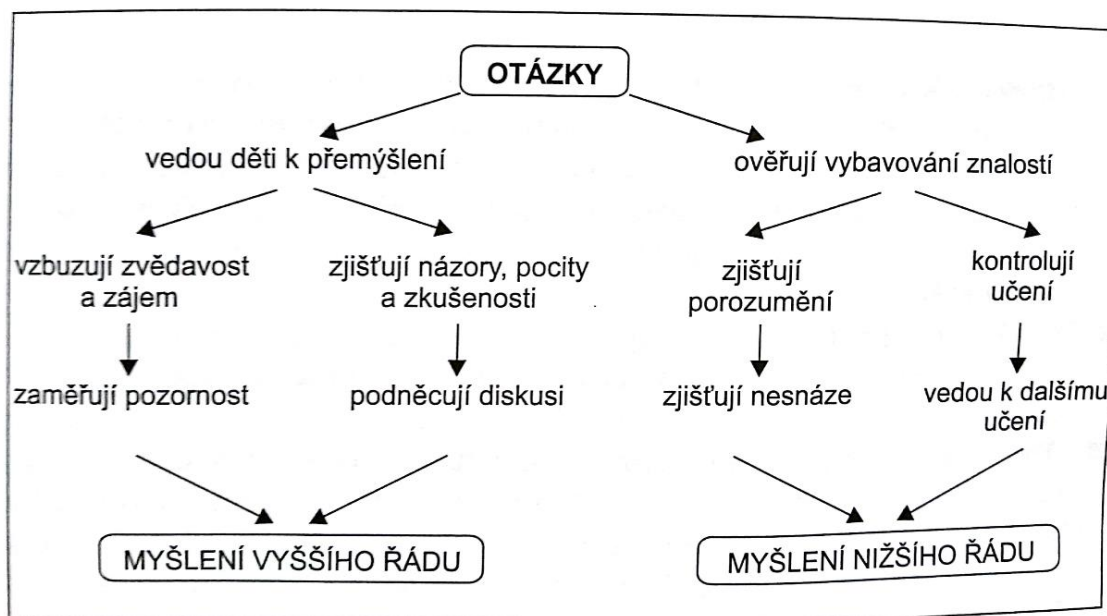 OTÁZKY
vedou děti k přemýšlení
ověřují vybavování znalostí
vzbuzují zvědavost
a zájem
zjišťují názory, pocity
a zkušenosti
zjišťují
porozumění
kontrolují
učení
zaměřují pozornost
podněcují diskusi
zjišťují nesnáze
vedou k dalšímu
učení
MYŠLENÍ VYŠŠÍHO ŘÁDU
MYŠLENÍ NIŽŠÍHO ŘÁDU